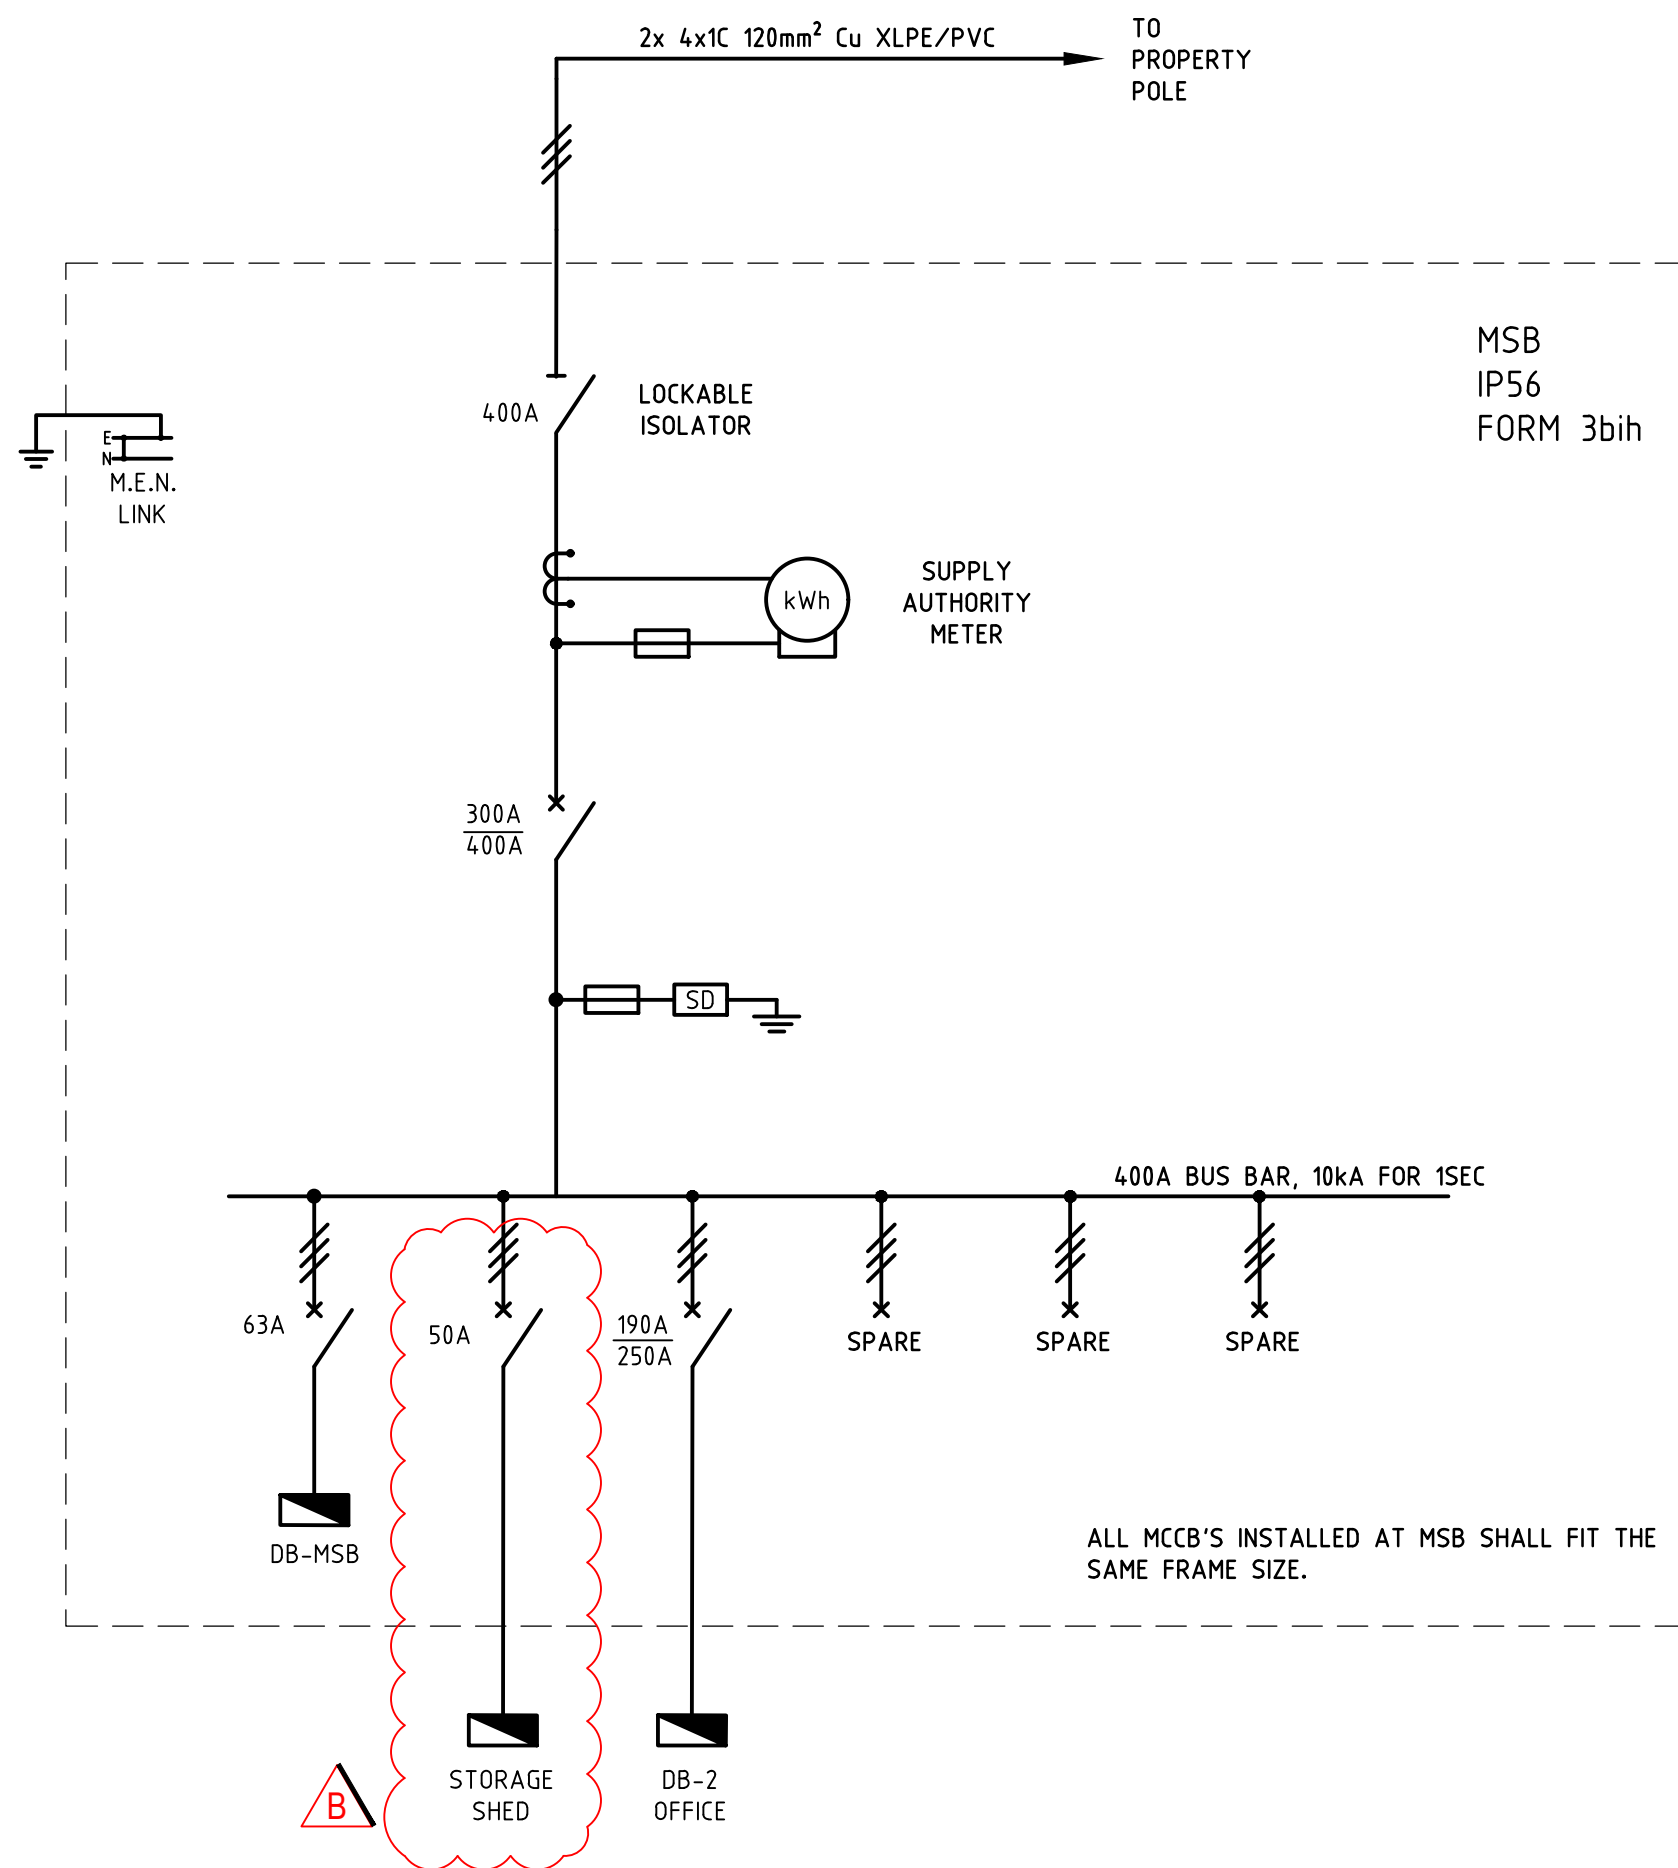 2x 4x1C 120mm² Cu XLPE/PVC
TO
PROPERTY
POLE
MSB
IP56
FORM 3bih
400A
LOCKABLE
ISOLATOR
E
N
M.E.N.
LINK
kWh
SUPPLY
AUTHORITY
METER
300A
400A
SD
400A BUS BAR, 10kA FOR 1SEC
63A
50A
190A
250A
SPARE
SPARE
SPARE
DB-MSB
ALL MCCB'S INSTALLED AT MSB SHALL FIT THE
SAME FRAME SIZE.
B
STORAGE
SHED
DB-2
OFFICE